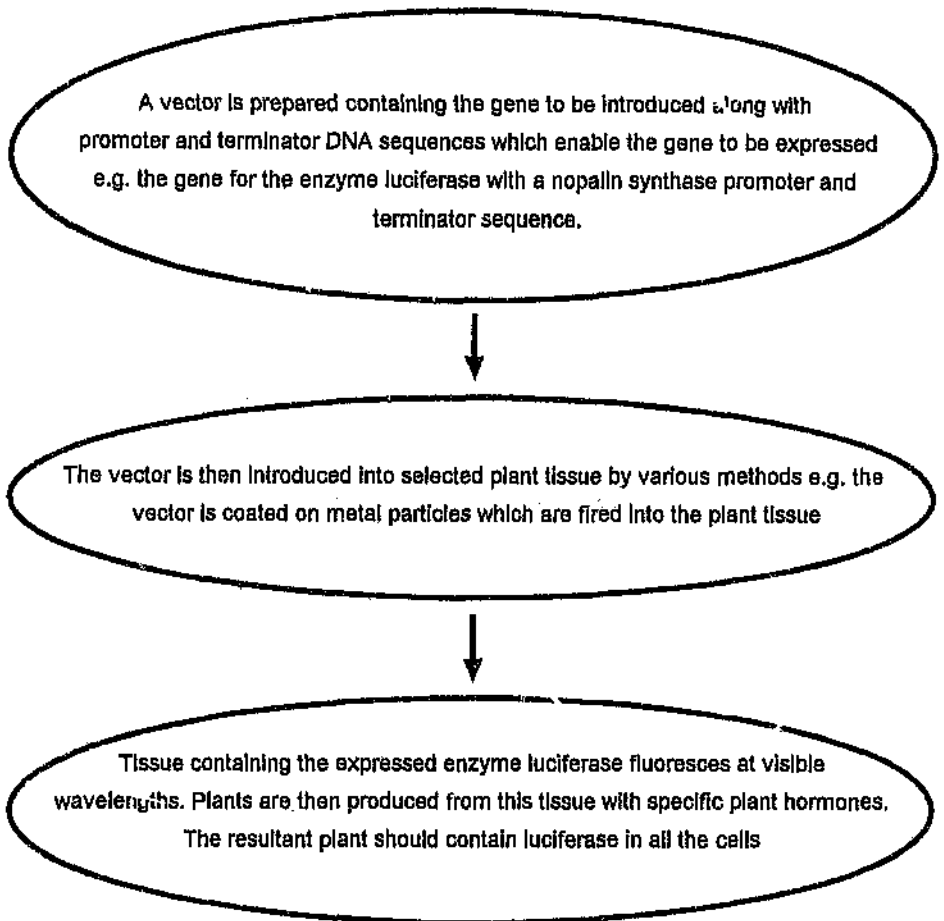 A vector is prepared containing the gene to be introduced along with
promoter and terminator DNA sequences which enable the gene to be expressed
e.g. the gene for the enzyme luciferase with a nopalin synthase promoter and
terminator sequence.
The vector is then introduced into selected plant tissue by various methods e.g. the
vector is coated on metal particles which are fired into the plant tissue
Tissue containing the expressed enzyme luciferase fluoresces at visible
wavelengths. Plants are then produced from this tissue with specific plant hormones.
The resultant plant should contain luciferase in all the cells